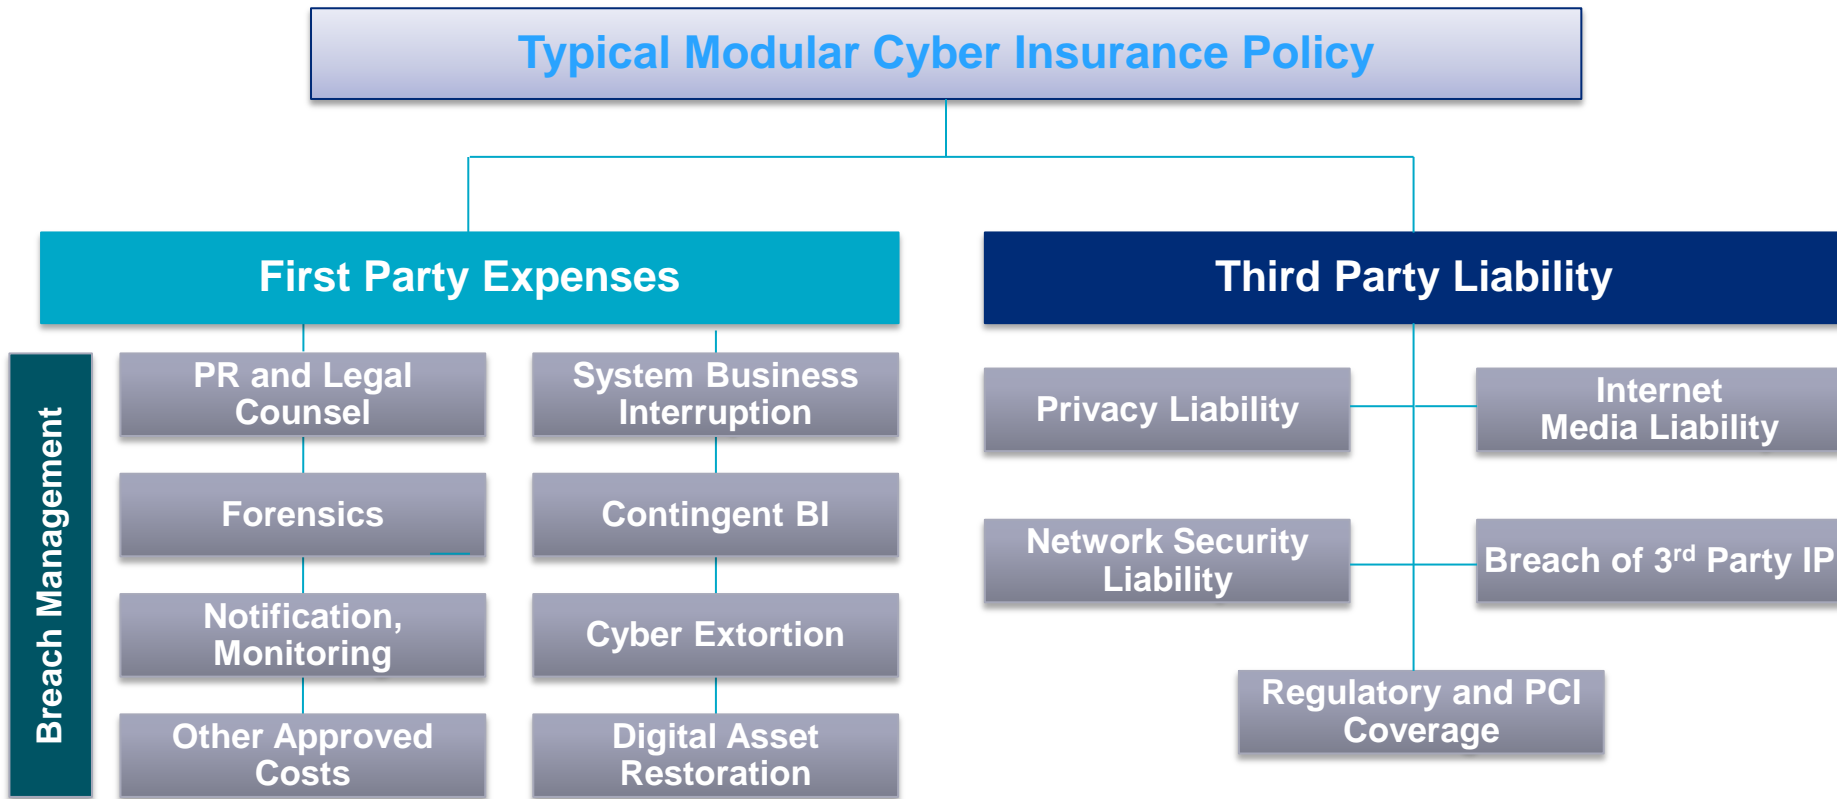 Typical Modular Cyber Insurance Policy
First Party Expenses
Third Party Liability
Breach Management
PR and Legal
Counsel
Forensics
Notification,
Monitoring
Other Approved
Costs
System Business
Interruption
Contingent BI
Cyber Extortion
Digital Asset
Restoration
Privacy Liability
Internet
Media Liability
Network Security
Liability
Breach of 3rd Party IP
Regulatory and PCI
Coverage